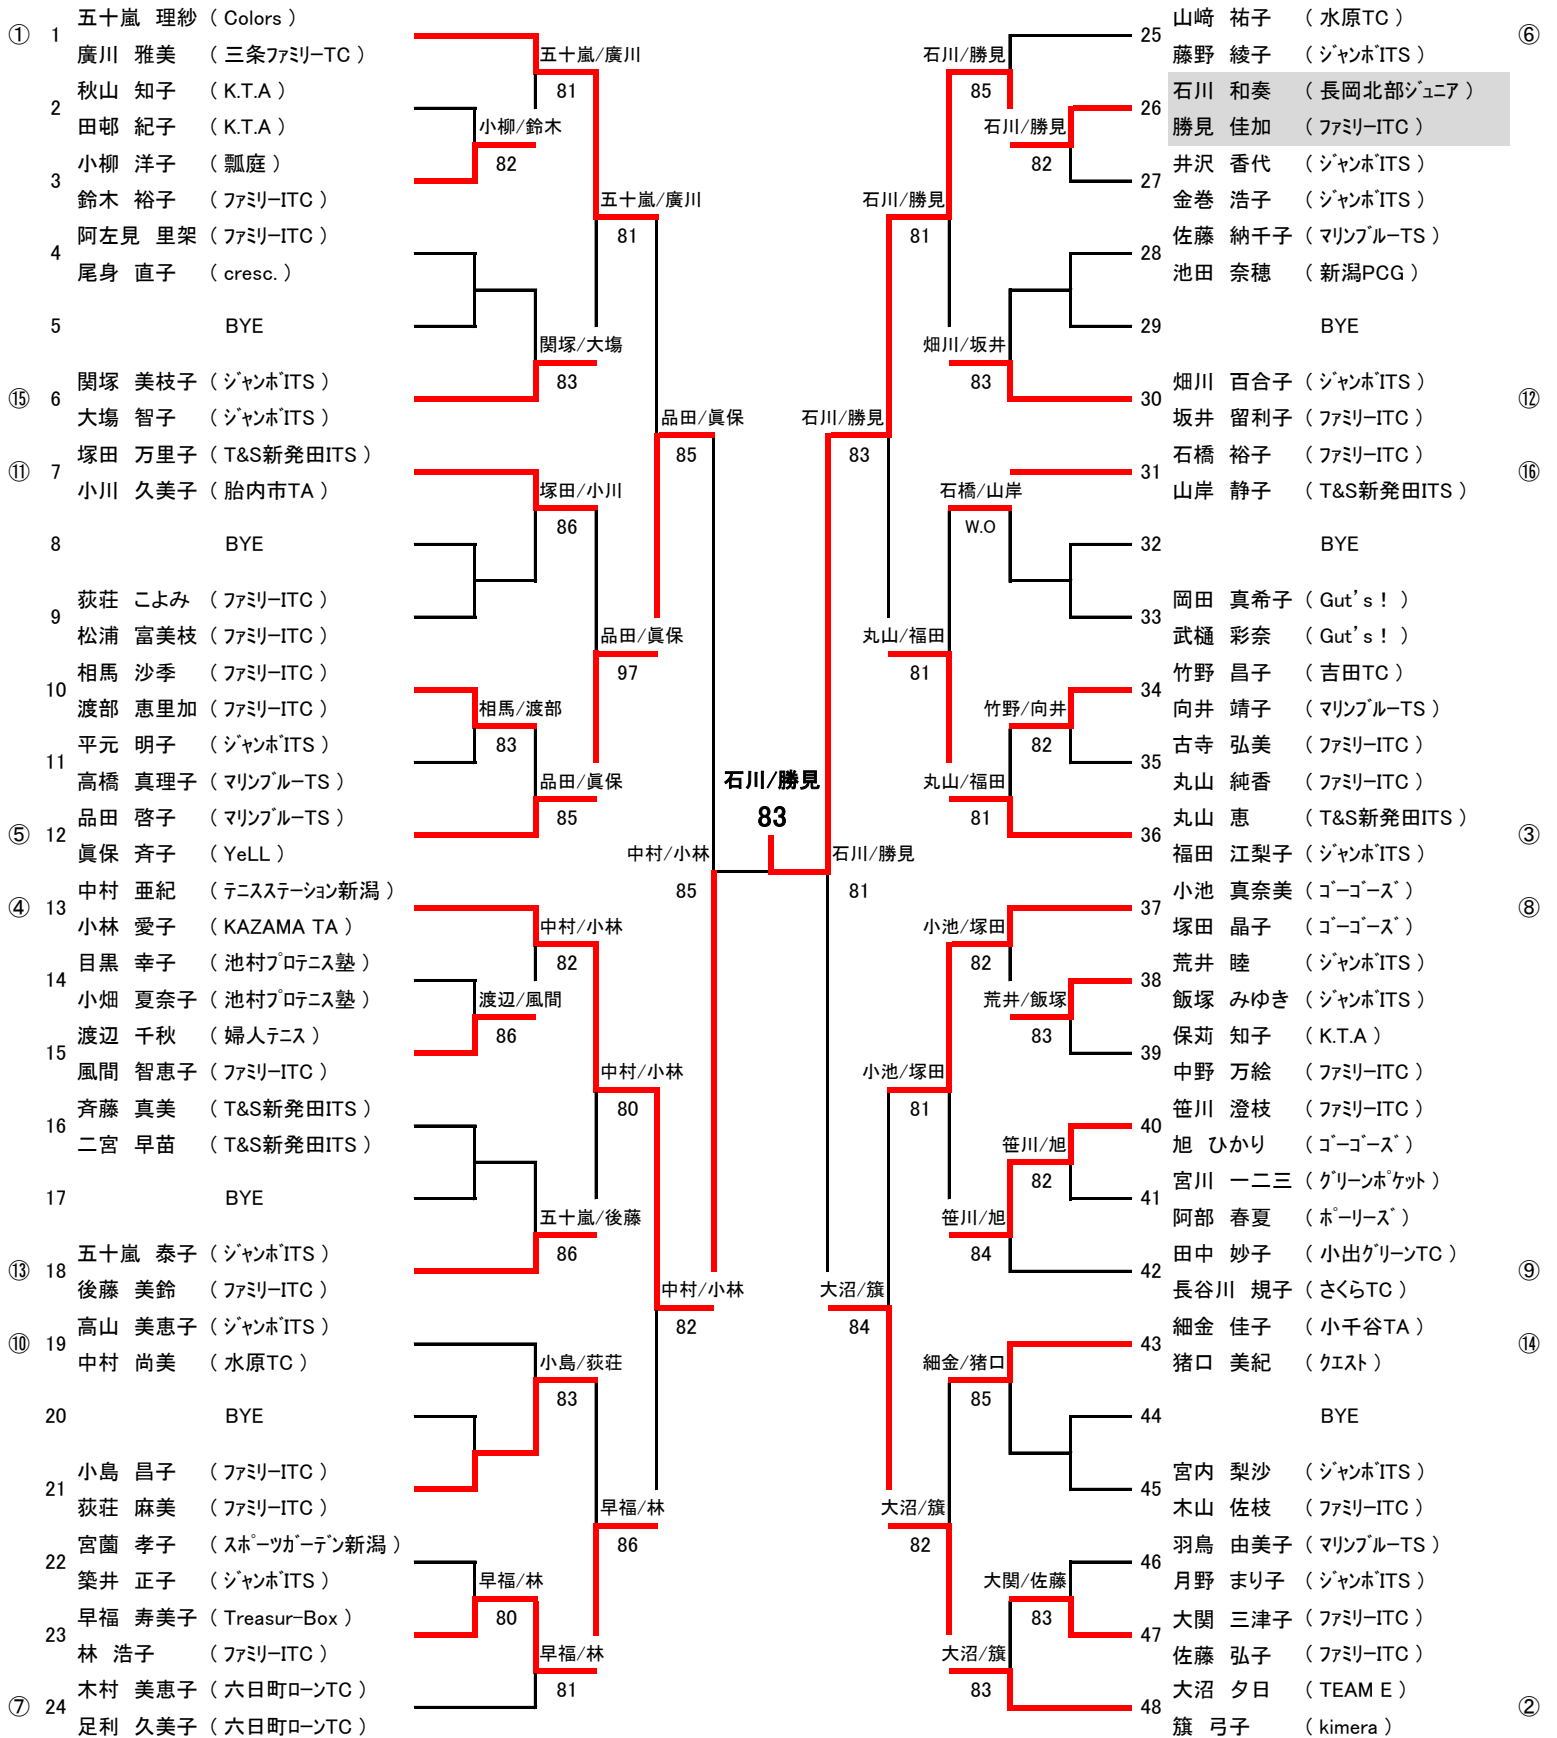 ① 1 五十嵐 理紗 ( Colors )
廣川 雅美 ( 三条ファミリーTC )
2 秋山 知子 ( K.T.A )
田邨 紀子 ( K.T.A )
3 小柳 洋子 ( 瓢庭 )
鈴木 裕子 ( ファミリーITC )
4 阿左見 里架 ( ファミリーITC )
尾身 直子 ( cresc. )
5 BYE
⑮ 6 関塚 美枝子 ( ジャンボITS )
大塲 智子 ( ジャンボITS )
⑪ 7 塚田 万里子 ( T&S新発田ITS )
小川 久美子 ( 胎内市TA )
8 BYE
9 荻荘 こよみ ( ファミリーITC )
松浦 富美枝 ( ファミリーITC )
10 相馬 沙季 ( ファミリーITC )
渡部 恵里加 ( ファミリーITC )
11 平元 明子 ( ジャンボITS )
高橋 真理子 ( マリンブルーTS )
⑤ 12 品田 啓子 ( マリンブルーTS )
眞保 斉子 ( YeLL )
④ 13 中村 亜紀 ( テニスステーション新潟 )
小林 愛子 ( KAZAMA TA )
14 目黒 幸子 ( 池村プロテニス塾 )
小畑 夏奈子 ( 池村プロテニス塾 )
15 渡辺 千秋 ( 婦人テニス )
風間 智恵子 ( ファミリーITC )
16 斉藤 真美 ( T&S新発田ITS )
二宮 早苗 ( T&S新発田ITS )
17 BYE
⑬ 18 五十嵐 泰子 ( ジャンボITS )
後藤 美鈴 ( ファミリーITC )
⑩ 19 高山 美恵子 ( ジャンボITS )
中村 尚美 ( 水原TC )
20 BYE
21 小島 昌子 ( ファミリーITC )
荻荘 麻美 ( ファミリーITC )
22 宮薗 孝子 ( スポーツガーデン新潟 )
築井 正子 ( ジャンボITS )
23 早福 寿美子 ( Treasur-Box )
林 浩子 ( ファミリーITC )
⑦ 24 木村 美恵子 ( 六日町ローンTC )
足利 久美子 ( 六日町ローンTC )
小柳/鈴木
82
相馬/渡部
83
渡辺/風間
86
早福/林
80
五十嵐/廣川
81
関塚/大塲
83
塚田/小川
86
品田/眞保
85
中村/小林
82
五十嵐/後藤
86
小島/荻荘
83
早福/林
81
五十嵐/廣川
81
品田/眞保
97
中村/小林
80
早福/林
86
品田/眞保
85
中村/小林
82
中村/小林
85
石川/勝見
83
石川/勝見
81
石川/勝見
83
大沼/籏
84
石川/勝見
81
丸山/福田
81
小池/塚田
81
大沼/籏
82
石川/勝見
85
畑川/坂井
83
石橋/山岸
W.O
丸山/福田
81
小池/塚田
82
笹川/旭
84
細金/猪口
85
大沼/籏
83
石川/勝見
82
竹野/向井
82
荒井/飯塚
83
笹川/旭
82
大関/佐藤
83
25 山﨑 祐子 ( 水原TC ) ⑥
藤野 綾子 ( ジャンボITS )
26 石川 和奏 ( 長岡北部ジュニア )
勝見 佳加 ( ファミリーITC )
27 井沢 香代 ( ジャンボITS )
金巻 浩子 ( ジャンボITS )
28 佐藤 納千子 ( マリンブルーTS )
池田 奈穂 ( 新潟PCG )
29 BYE
30 畑川 百合子 ( ジャンボITS ) ⑫
坂井 留利子 ( ファミリーITC )
31 石橋 裕子 ( ファミリーITC ) ⑯
山岸 静子 ( T&S新発田ITS )
32 BYE
33 岡田 真希子 ( Gut's! )
武樋 彩奈 ( Gut's! )
34 竹野 昌子 ( 吉田TC )
向井 靖子 ( マリンブルーTS )
35 古寺 弘美 ( ファミリーITC )
丸山 純香 ( ファミリーITC )
36 丸山 恵 ( T&S新発田ITS ) ③
福田 江梨子 ( ジャンボITS )
37 小池 真奈美 ( ゴーゴーズ ) ⑧
塚田 晶子 ( ゴーゴーズ )
38 荒井 睦 ( ジャンボITS )
飯塚 みゆき ( ジャンボITS )
39 保苅 知子 ( K.T.A )
中野 万絵 ( ファミリーITC )
40 笹川 澄枝 ( ファミリーITC )
旭 ひかり ( ゴーゴーズ )
41 宮川 一二三 ( グリーンポケット )
阿部 春夏 ( ポーリーズ )
42 田中 妙子 ( 小出グリーンTC ) ⑨
長谷川 規子 ( さくらTC )
43 細金 佳子 ( 小千谷TA ) ⑭
猪口 美紀 ( クエスト )
44 BYE
45 宮内 梨沙 ( ジャンボITS )
木山 佐枝 ( ファミリーITC )
46 羽鳥 由美子 ( マリンブルーTS )
月野 まり子 ( ジャンボITS )
47 大関 三津子 ( ファミリーITC )
佐藤 弘子 ( ファミリーITC )
48 大沼 夕日 ( TEAM E ) ②
籏 弓子 ( kimera )